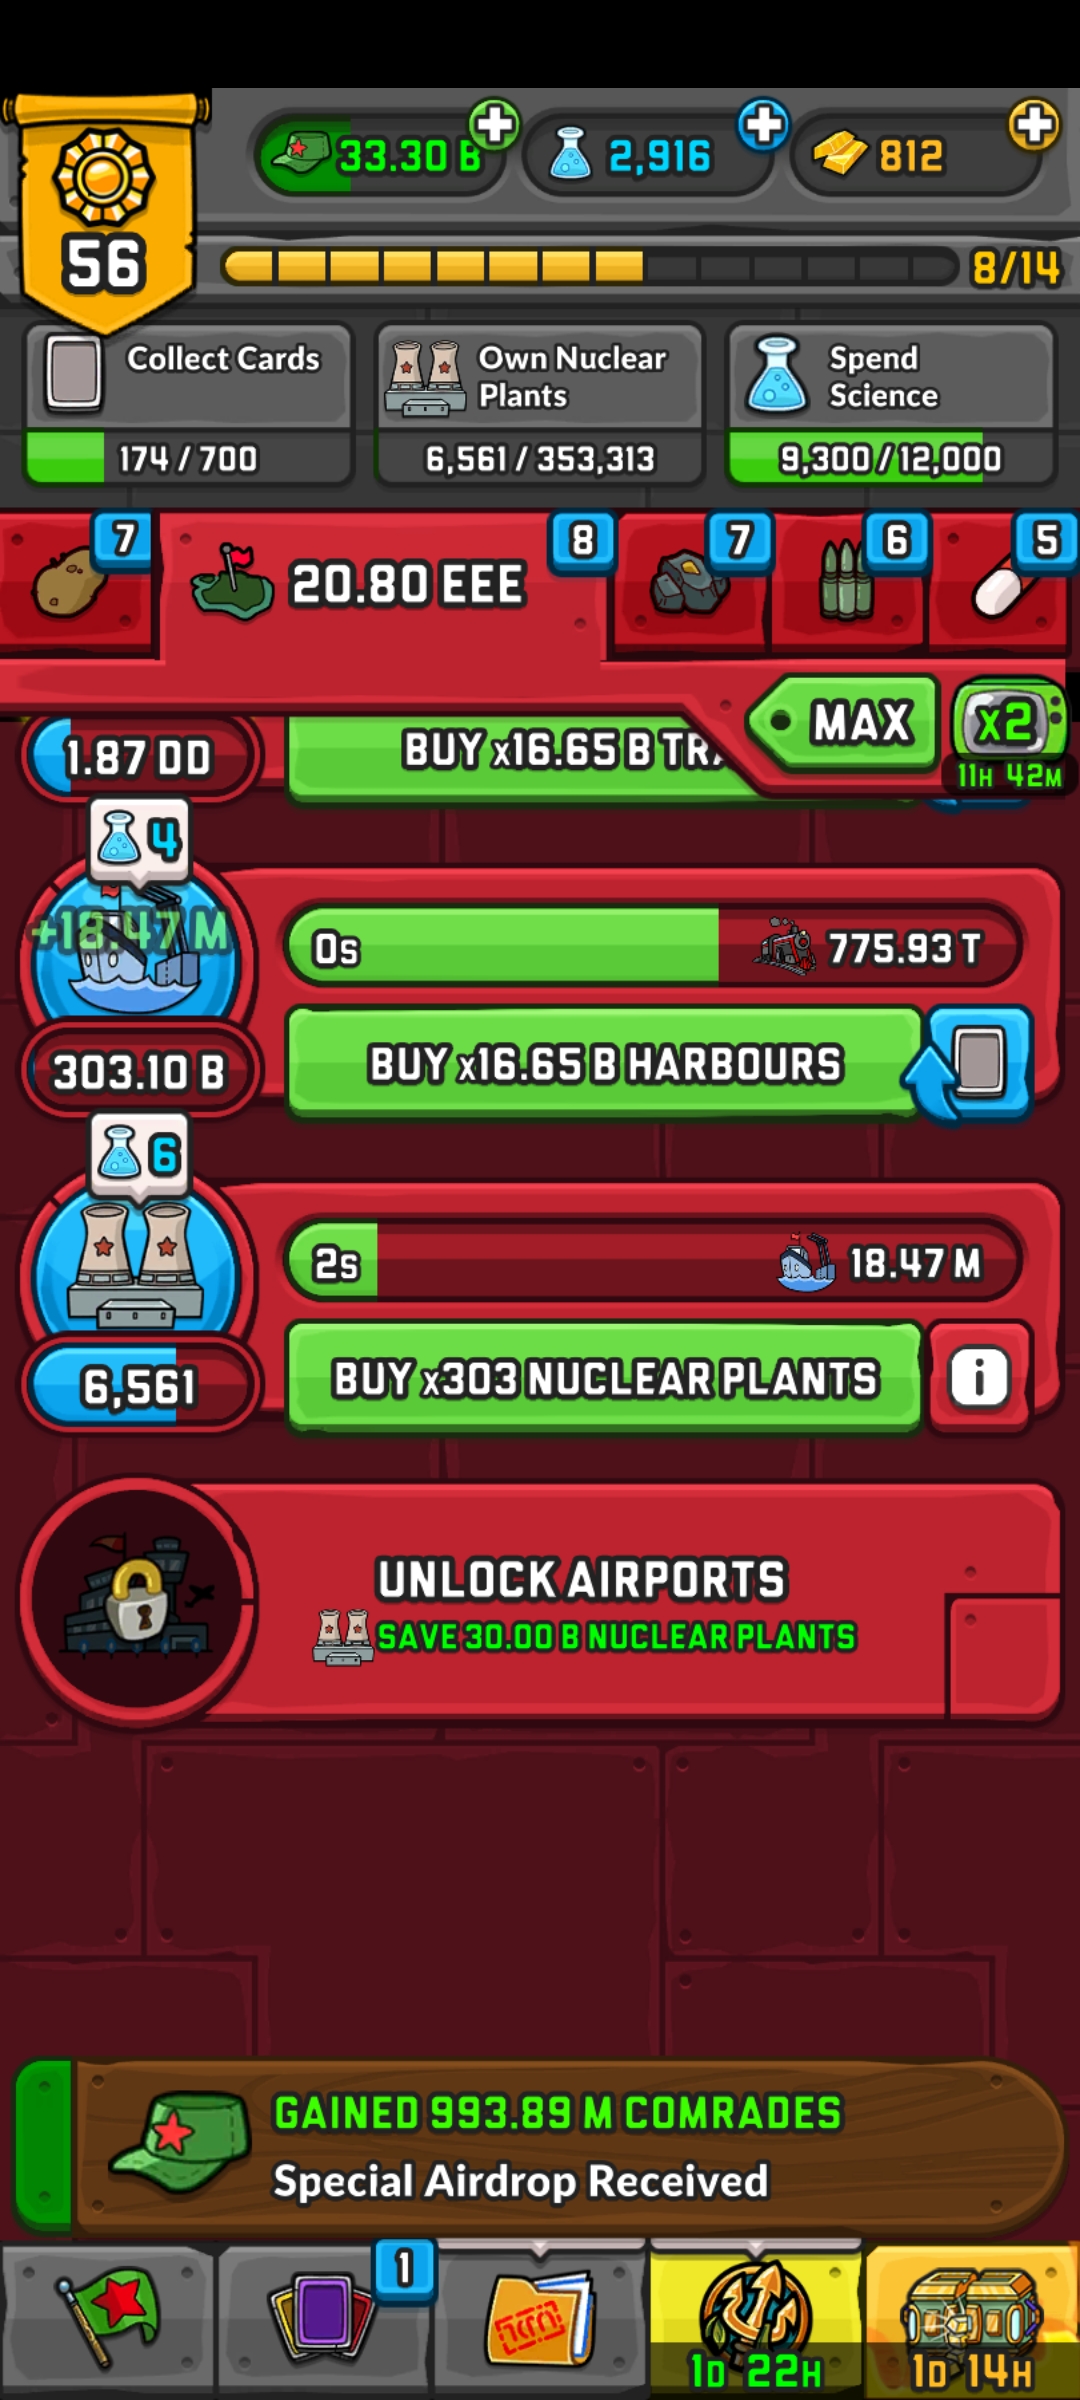 33.30 B
2,916
812
56
8/14
Collect Cards
174 / 700
Own Nuclear
Plants
6,561 / 353,313
Spend
Science
9,300 / 12,000
7
20.80 EEE
8
7
6
5
MAX
x2
11H 42M
1.87 DD
BUY x16.65 B TRA
4
+18.47 M
0s
775.93 T
303.10 B
BUY x16.65 B HARBOURS
6
2s
18.47 M
6,561
BUY x303 NUCLEAR PLANTS
i
UNLOCK AIRPORTS
SAVE 30.00 B NUCLEAR PLANTS
GAINED 993.89 M COMRADES
Special Airdrop Received
1
1D 22H
1D 14H